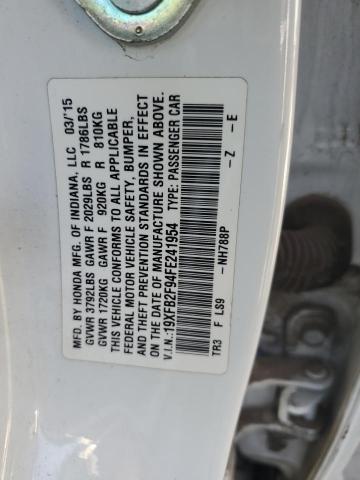 MFD. BY HONDA MFG. OF INDIANA, LLC 03/15
GVWR 3792LBS GAWR F 2029LBS R 1786LBS
GVWR 1720KG GAWR F 920KG R 810KG
THIS VEHICLE CONFORMS TO ALL APPLICABLE
FEDERAL MOTOR VEHICLE SAFETY, BUMPER,
AND THEFT PREVENTION STANDARDS IN EFFECT
ON THE DATE OF MANUFACTURE SHOWN ABOVE.
V.I.N.:19XFB2F94FE241954 TYPE: PASSENGER CAR
TR3 F LS9 -NH788P -Z -E